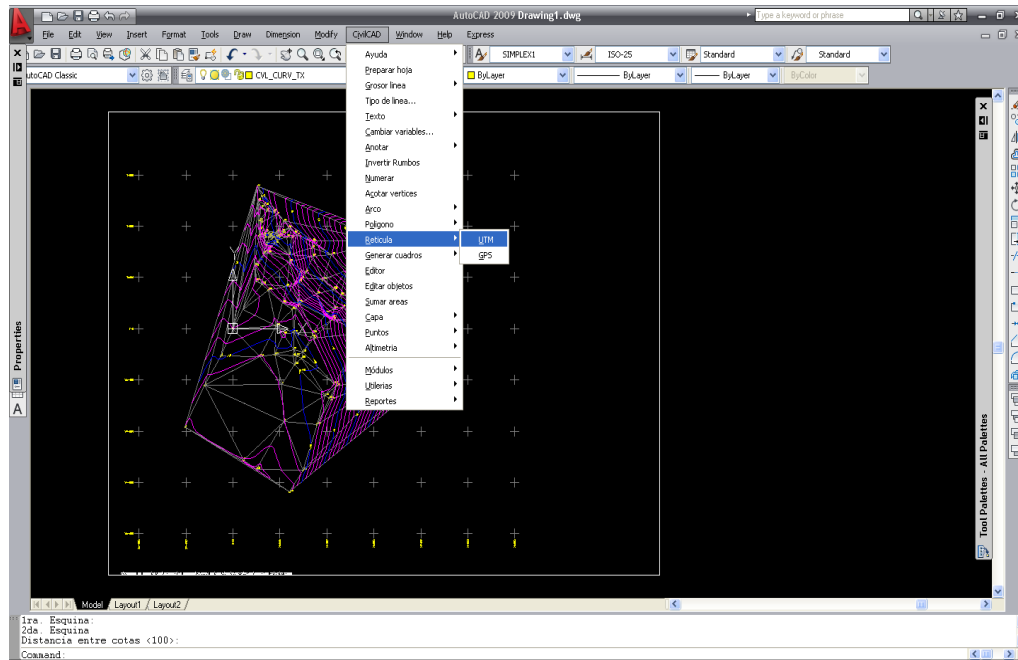 AutoCAD 2009 Drawing1.dwg
Type a keyword or phrase
File Edit View Insert Format Tools Draw Dimension Modify CivilCAD Window Help Express
SIMPLEX1 ISO-25 Standard Standard
utoCAD Classic CVL_CURV_TX ByLayer ByLayer ByLayer ByColor
Ayuda
Preparar hoja
Grosor linea
Tipo de linea...
Texto
Cambiar variables...
Anotar
Invertir Rumbos
Numerar
Acotar vertices
Arco
Poligono
Reticula UTM
Generar cuadros GPS
Editor
Editar objetos
Sumar areas
Capa
Puntos
Altimetria
Módulos
Utilerias
Reportes
Properties
Tool Palettes - All Palettes
Model Layout1 Layout2
1ra. Esquina:
2da. Esquina
Distancia entre cotas <100>:
Command: